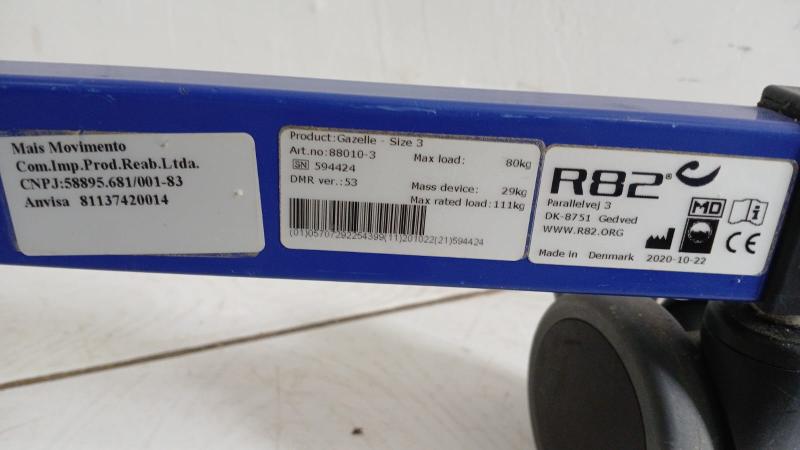 Mais Movimento
Com.Imp.Prod.Reab.Ltda.
CNPJ:58895.681/001-83
Anvisa 81137420014
Product:Gazelle - Size 3
Art.no:88010-3 Max load: 80kg
SN 594424
DMR ver.:53 Mass device: 29kg
Max rated load:111kg
(01)05707292254399(11)201022(21)594424
R82®
Parallelvej 3
DK-8751 Gedved
WWW.R82.ORG
MD
CE
Made in Denmark 2020-10-22